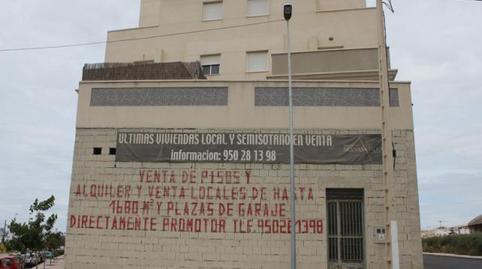 ULTIMAS VIVIENDAS LOCAL Y SEMISOTANO EN VENTA
informacion: 950 28 13 98
VENTA DE PISOS Y
ALQUILER Y VENTA LOCALES DE HASTA
1680 M² Y PLAZAS DE GARAJE
DIRECTAMENTE PROMOTOR TLF. 950281398